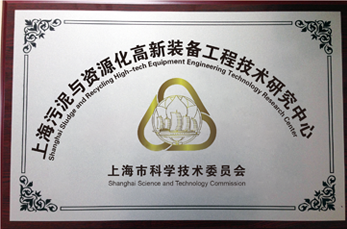 上海污泥与资源化高新装备工程技术研究中心
Shanghai Sludge and Recycling High-tech Equipment Engineering Technology Research Center
上海市科学技术委员会
Shanghai Science and Technology Commission